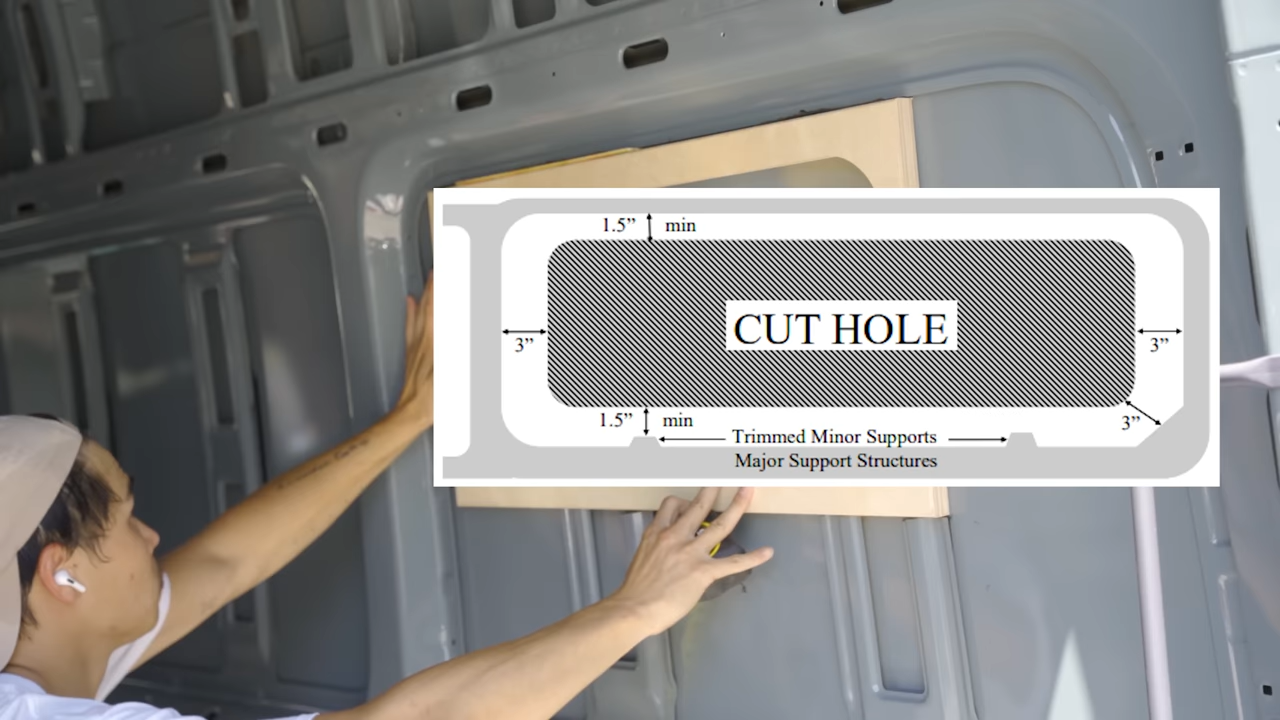 1.5” min
CUT HOLE
3” 3”
1.5” min
3”
Trimmed Minor Supports
Major Support Structures